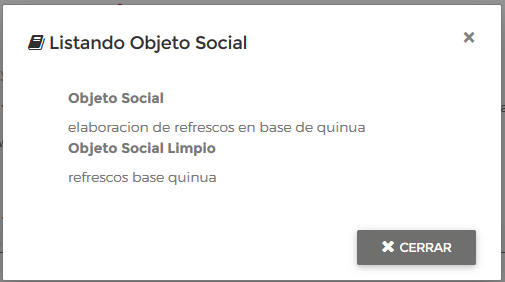 Listando Objeto Social
×
Objeto Social
elaboracion de refrescos en base de quinua
Objeto Social Limpio
refrescos base quinua
CERRAR